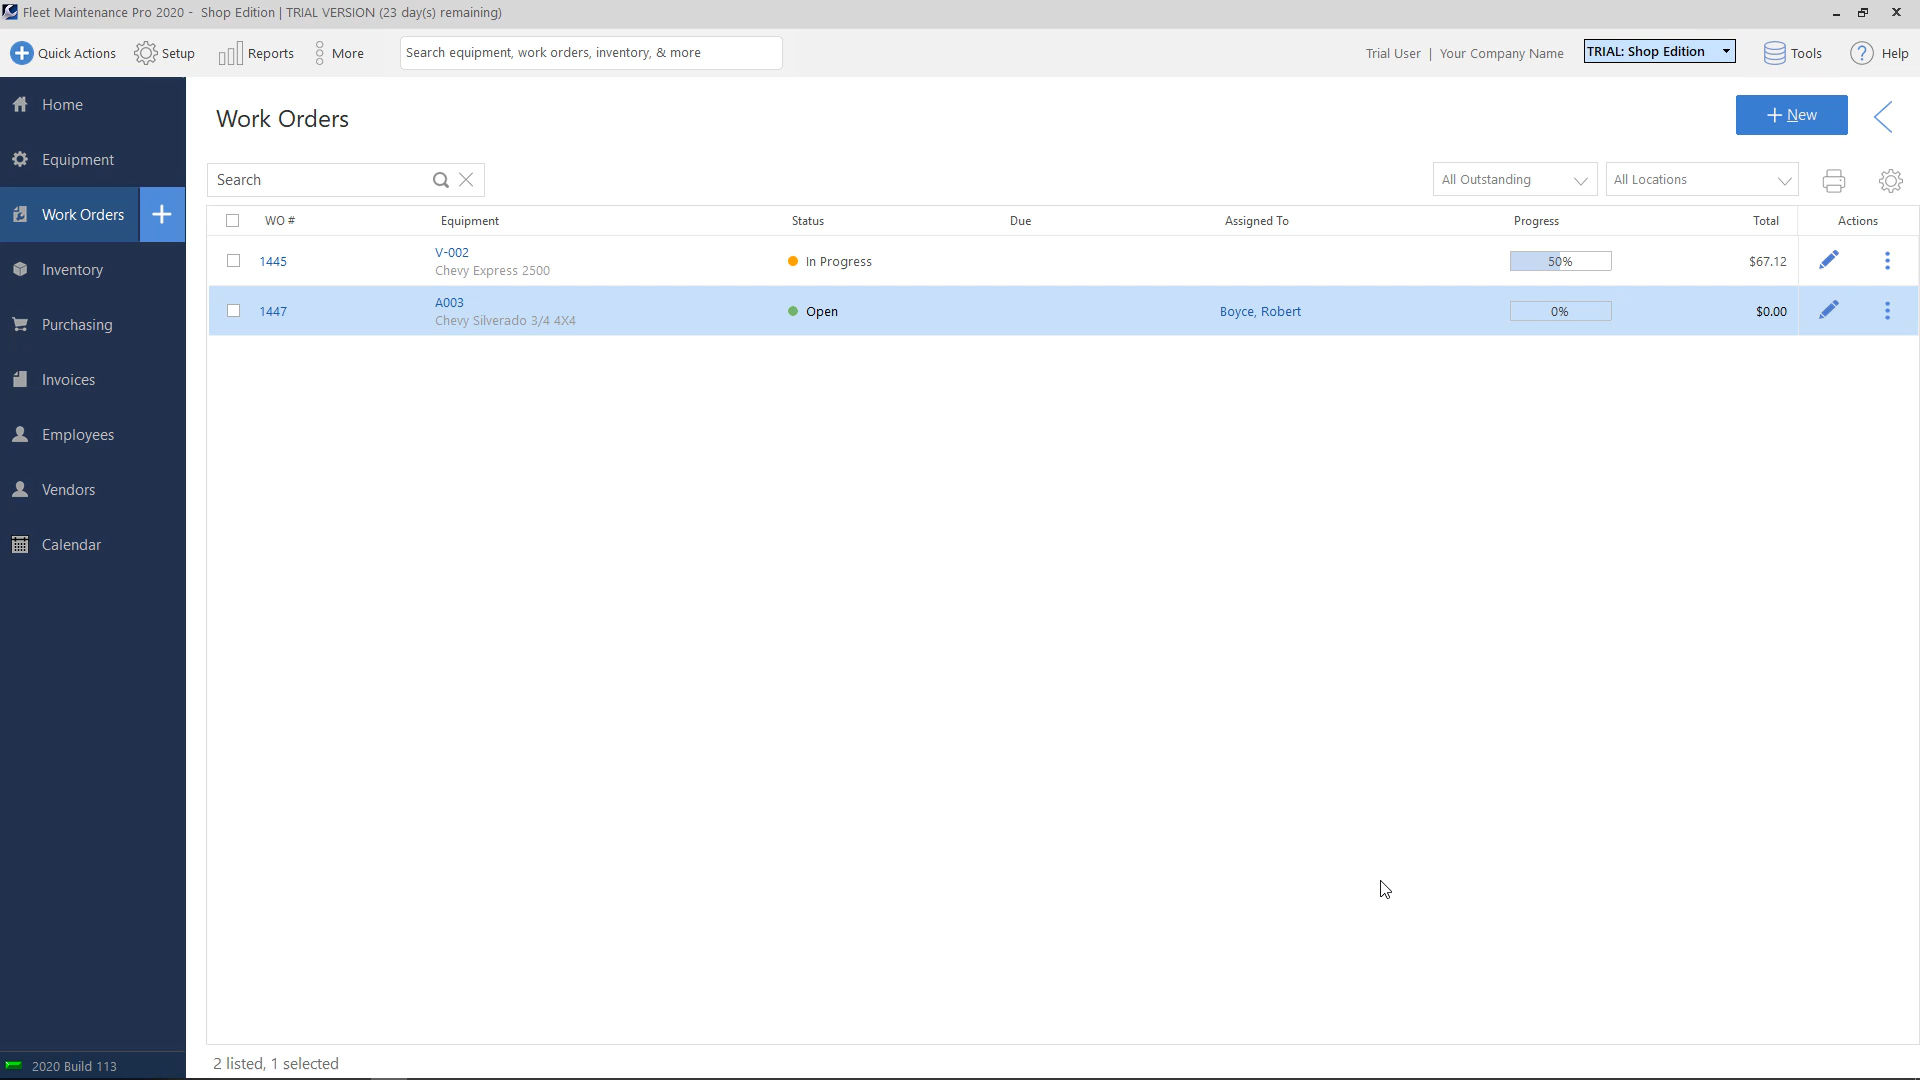 Fleet Maintenance Pro 2020 - Shop Edition | TRIAL VERSION (23 day(s) remaining)
Quick Actions Setup Reports More Search equipment, work orders, inventory, & more Trial User | Your Company Name TRIAL: Shop Edition Tools Help
Home
Equipment
Work Orders
Inventory
Purchasing
Invoices
Employees
Vendors
Calendar
2020 Build 113
Work Orders
+ New
Search All Outstanding All Locations
WO # Equipment Status Due Assigned To Progress Total Actions
1445 V-002 In Progress 50% $67.12
Chevy Express 2500
1447 A003 Open Boyce, Robert 0% $0.00
Chevy Silverado 3/4 4X4
2 listed, 1 selected